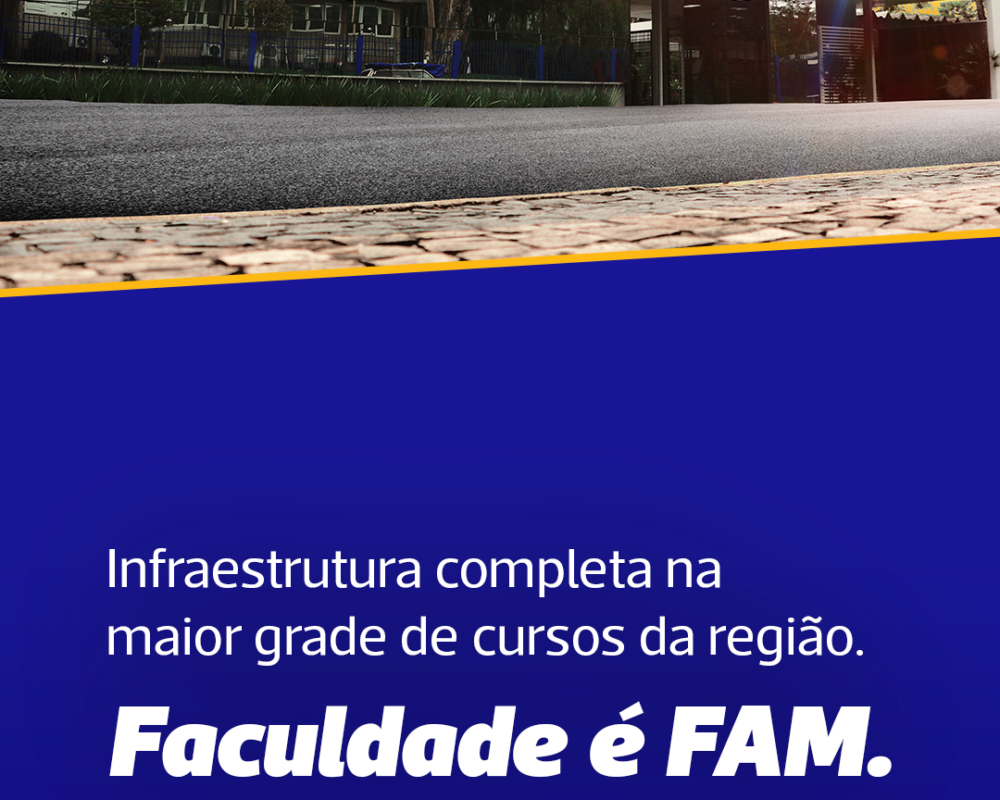 Infraestrutura completa na
maior grade de cursos da região.
Faculdade é FAM.